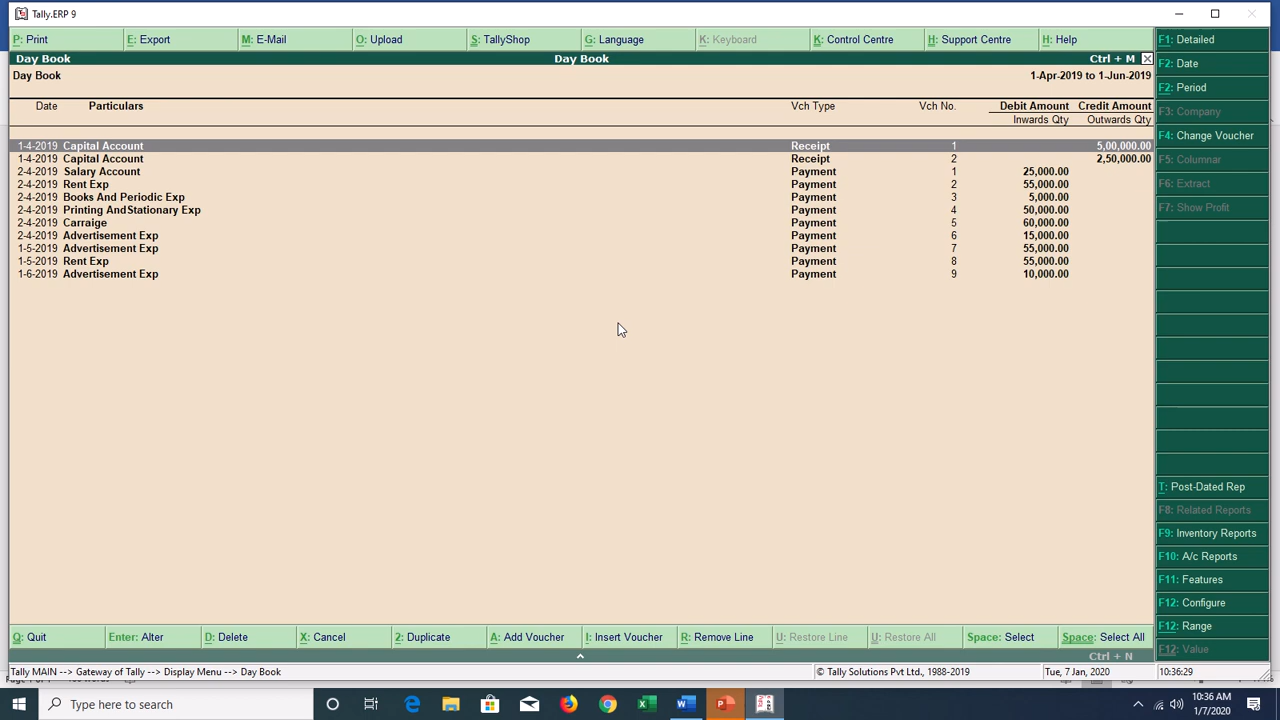 Tally.ERP 9
P: Print E: Export M: E-Mail O: Upload S: TallyShop G: Language K: Keyboard K: Control Centre H: Support Centre H: Help
Day Book Day Book Ctrl + M
Day Book 1-Apr-2019 to 1-Jun-2019
Date Particulars Vch Type Vch No. Debit Amount Credit Amount
Inwards Qty Outwards Qty
1-4-2019 Capital Account Receipt 1 5,00,000.00
1-4-2019 Capital Account Receipt 2 2,50,000.00
2-4-2019 Salary Account Payment 1 25,000.00
2-4-2019 Rent Exp Payment 2 55,000.00
2-4-2019 Books And Periodic Exp Payment 3 5,000.00
2-4-2019 Printing And Stationary Exp Payment 4 50,000.00
2-4-2019 Carraige Payment 5 60,000.00
2-4-2019 Advertisement Exp Payment 6 15,000.00
1-5-2019 Advertisement Exp Payment 7 55,000.00
1-5-2019 Rent Exp Payment 8 55,000.00
1-6-2019 Advertisement Exp Payment 9 10,000.00
F1: Detailed
F2: Date
F2: Period
F3: Company
F4: Change Voucher
F5: Columnar
F6: Extract
F7: Show Profit
T: Post-Dated Rep
F8: Related Reports
F9: Inventory Reports
F10: A/c Reports
F11: Features
F12: Configure
F12: Range
F12: Value
Q: Quit Enter: Alter D: Delete X: Cancel 2: Duplicate A: Add Voucher I: Insert Voucher R: Remove Line U: Restore Line U: Restore All Space: Select Space: Select All
Ctrl + N
Tally MAIN --> Gateway of Tally --> Display Menu --> Day Book © Tally Solutions Pvt Ltd., 1988-2019 Tue, 7 Jan, 2020 10:36:29
Type here to search 10:36 AM
1/7/2020